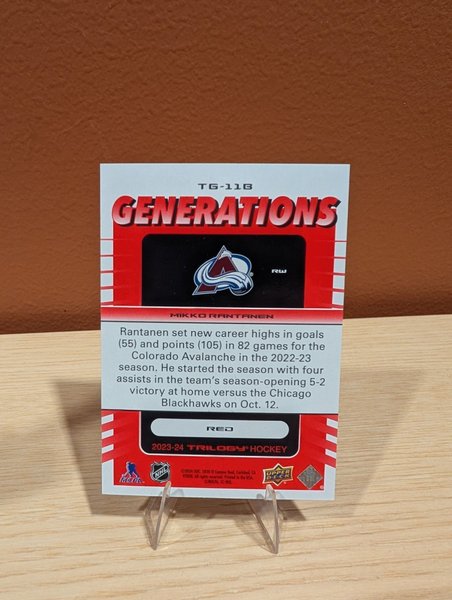 TG-11B
GENERATIONS
RW
MIKKO RANTANEN
Rantanen set new career highs in goals
(55) and points (105) in 82 games for the
Colorado Avalanche in the 2022-23
season. He started the season with four
assists in the team's season-opening 5-2
victory at home versus the Chicago
Blackhawks on Oct. 12.
RED
2023-24 TRILOGY HOCKEY
NHL
UPPER DECK